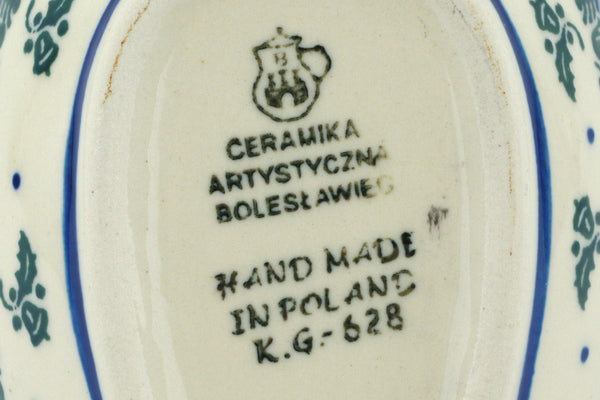 B
CERAMIKA
ARTYSTYCZNA
BOLESŁAWIEC
HAND MADE
IN POLAND
K.G.-628